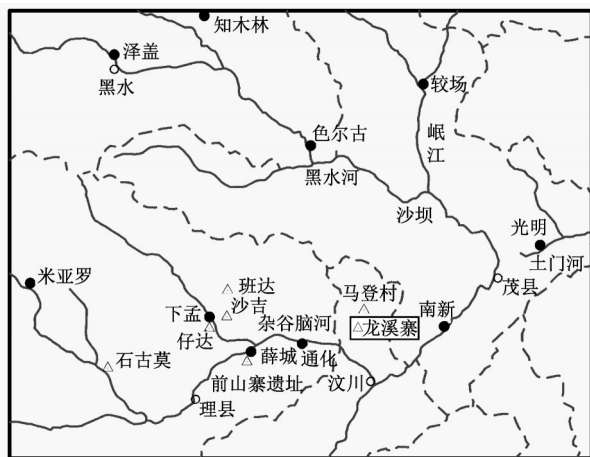 知木林
泽盖
黑水
较场
岷江
色尔古
黑水河
沙坝
光明
土门河
茂县
米亚罗
班达
沙吉
马登村
下孟
杂谷脑河
龙溪寨
南新
仔达
薛城
通化
石古莫
前山寨遗址
汶川
理县